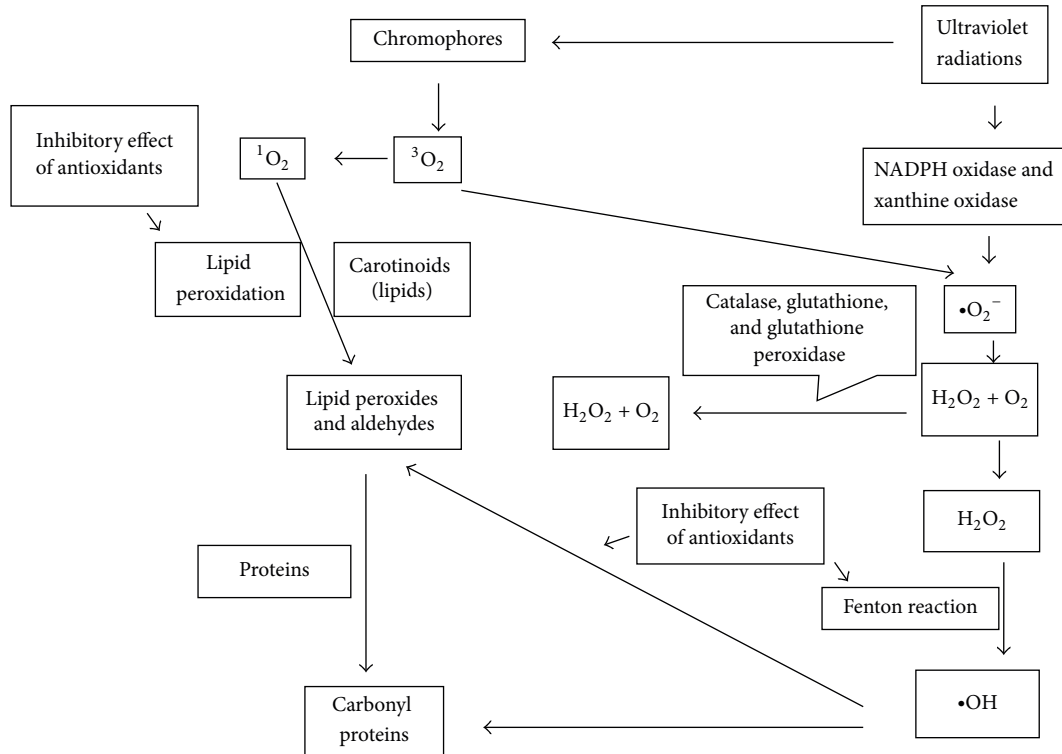 Chromophores
Ultraviolet
radiations
Inhibitory effect
of antioxidants
¹O₂
³O₂
NADPH oxidase and
xanthine oxidase
Lipid
peroxidation
Carotinoids
(lipids)
Catalase, glutathione,
and glutathione
peroxidase
•O₂⁻
Lipid peroxides
and aldehydes
H₂O₂ + O₂
H₂O₂ + O₂
Inhibitory effect
of antioxidants
H₂O₂
Proteins
Fenton reaction
Carbonyl
proteins
•OH